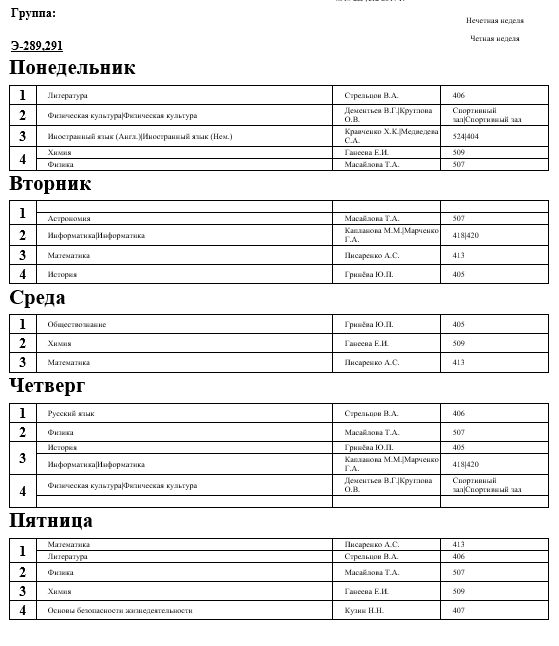 Группа:
Нечетная неделя
Четная неделя
Э-289,291
Понедельник
1 Литература Стрельцов В.А. 406
2 Физическая культура|Физическая культура Дементьев В.Г.|Круглова О.В. Спортивный зал|Спортивный зал
3 Иностранный язык (Англ.)|Иностранный язык (Нем.) Кравченко Х.К.|Медведева С.А. 524|404
4 Химия Ганеева Е.И. 509
Физика Масайлова Т.А. 507
Вторник
1
Астрономия Масайлова Т.А. 507
2 Информатика|Информатика Капланова М.М.|Марченко Г.А. 418|420
3 Математика Писаренко А.С. 413
4 История Гринёва Ю.П. 405
Среда
1 Обществознание Гринёва Ю.П. 405
2 Химия Ганеева Е.И. 509
3 Математика Писаренко А.С. 413
Четверг
1 Русский язык Стрельцов В.А. 406
2 Физика Масайлова Т.А. 507
3 История Гринёва Ю.П. 405
Информатика|Информатика Капланова М.М.|Марченко Г.А. 418|420
4 Физическая культура|Физическая культура Дементьев В.Г.|Круглова О.В. Спортивный зал|Спортивный зал
Пятница
1 Математика Писаренко А.С. 413
Литература Стрельцов В.А. 406
2 Физика Масайлова Т.А. 507
3 Химия Ганеева Е.И. 509
4 Основы безопасности жизнедеятельности Кузин Н.Н. 407